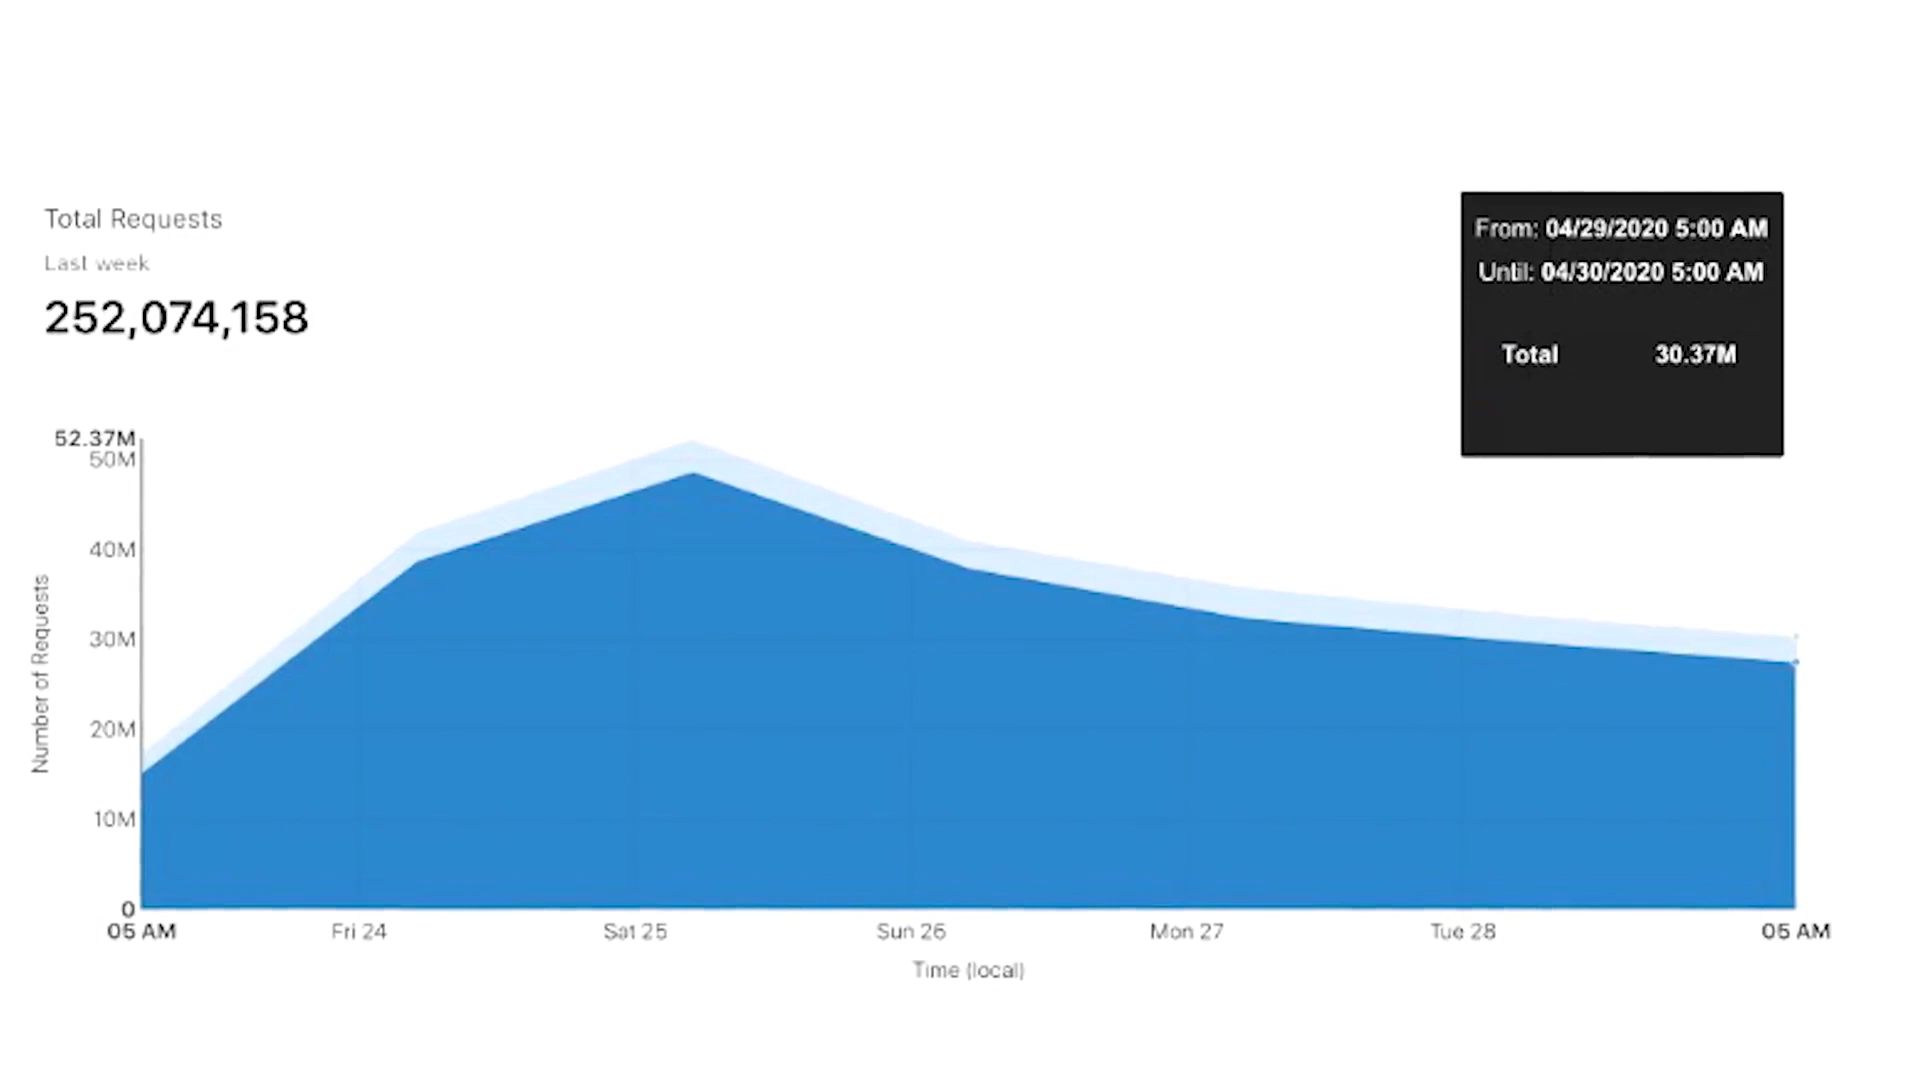 Total Requests
Last week
252,074,158
From: 04/29/2020 5:00 AM
Until: 04/30/2020 5:00 AM
Total 30.37M
52.37M
50M
40M
30M
20M
10M
0
Number of Requests
05 AM Fri 24 Sat 25 Sun 26 Mon 27 Tue 28 05 AM
Time (local)